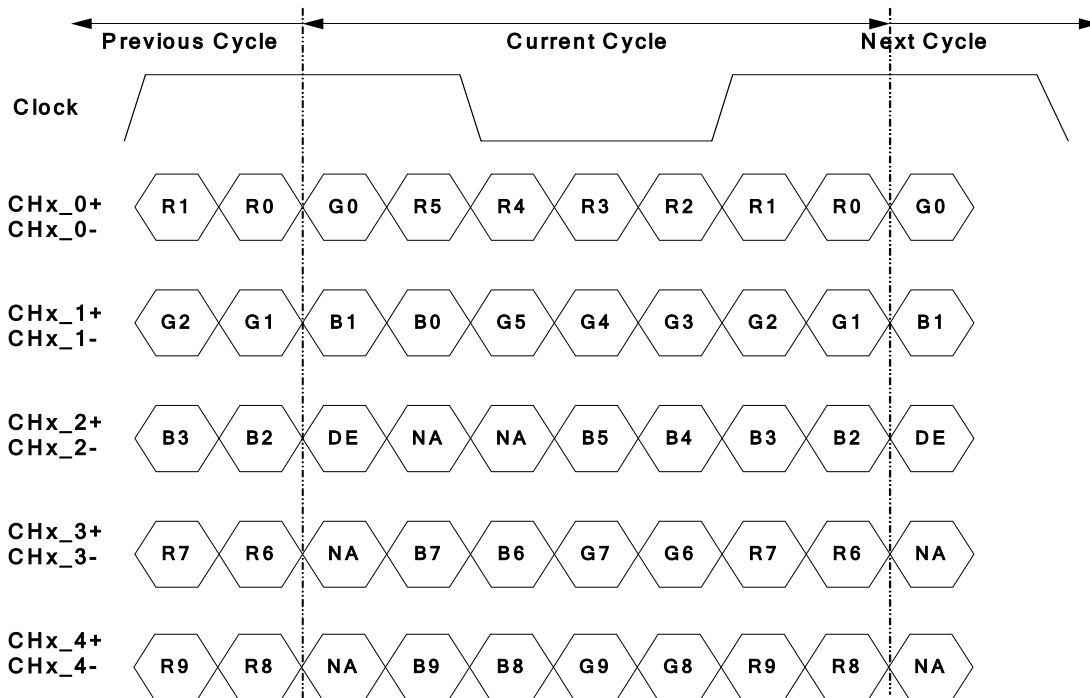 Previous Cycle Current Cycle Next Cycle
Clock
CHx_0+
CHx_0-
R1 R0 G0 R5 R4 R3 R2 R1 R0 G0
CHx_1+
CHx_1-
G2 G1 B1 B0 G5 G4 G3 G2 G1 B1
CHx_2+
CHx_2-
B3 B2 DE NA NA B5 B4 B3 B2 DE
CHx_3+
CHx_3-
R7 R6 NA B7 B6 G7 G6 R7 R6 NA
CHx_4+
CHx_4-
R9 R8 NA B9 B8 G9 G8 R9 R8 NA